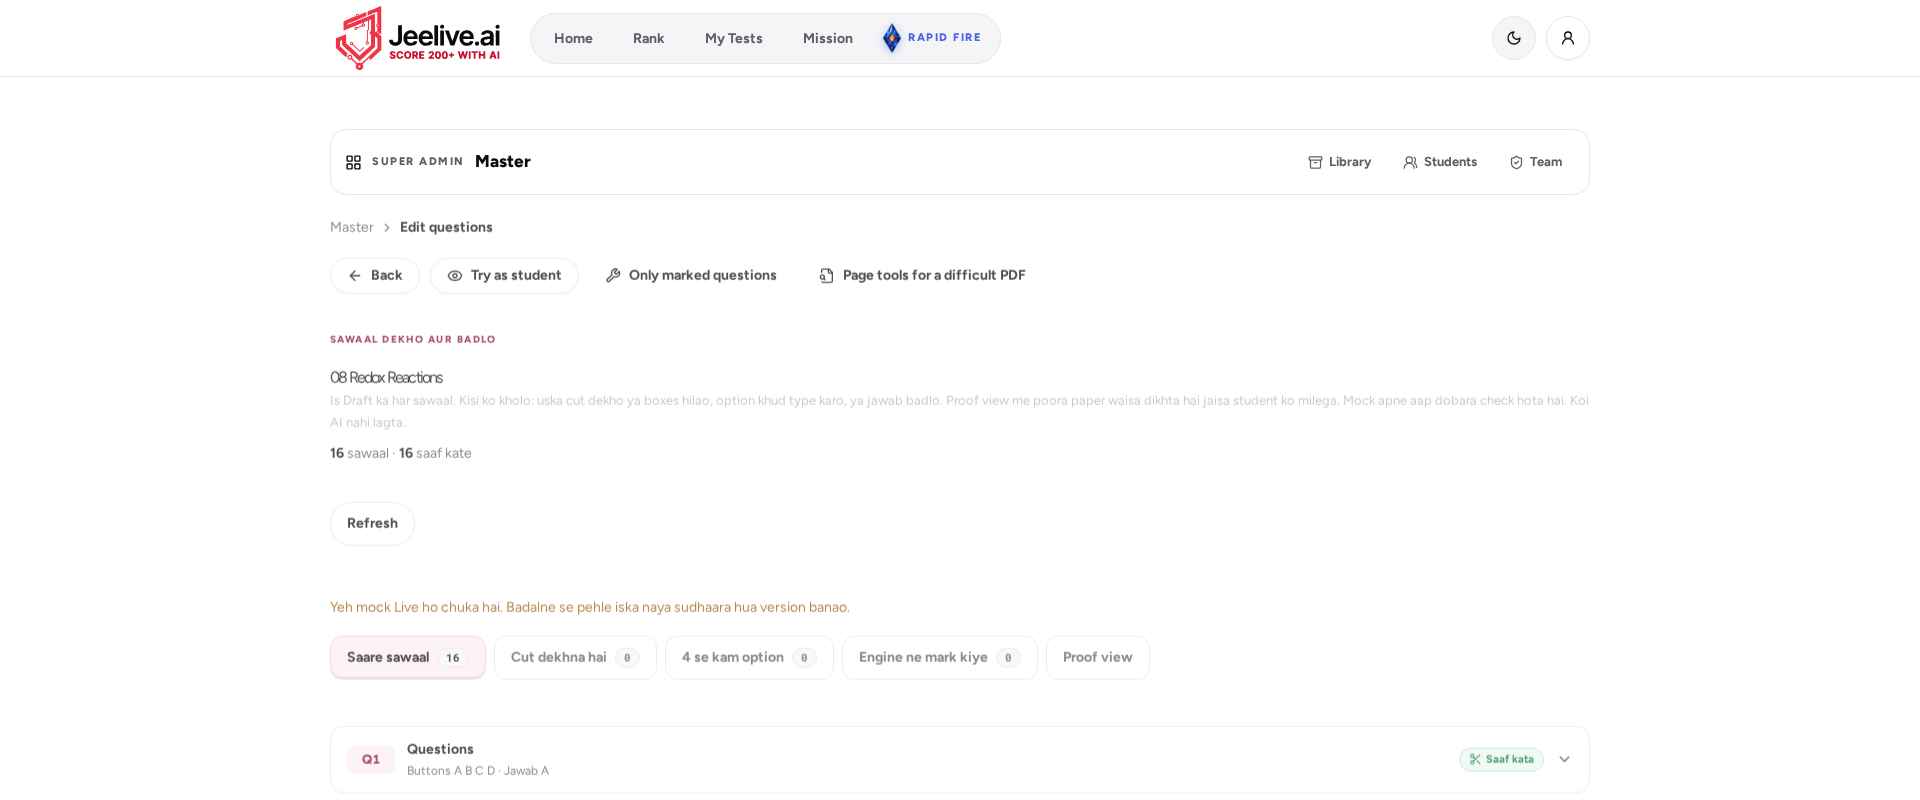 Jeelive.ai
SCORE 200+ WITH AI
Home
Rank
My Tests
Mission
RAPID FIRE
SUPER ADMIN
Master
Library
Students
Team
Master
Edit questions
Back
Try as student
Only marked questions
Page tools for a difficult PDF
SAWAAL DEKHO AUR BADLO
08 Redox Reactions
Is Draft ka har sawaal. Kisi ko kholo: uska cut dekho ya boxes hilao, option khud type karo, ya jawab badlo. Proof view me poora paper waisa dikhta hai jaisa student ko milega. Mock apne aap dobara check hota hai. Koi
AI nahi lagta.
16 sawaal · 16 saaf kate
Refresh
Yeh mock Live ho chuka hai. Badalne se pehle iska naya sudhaara hua version banao.
Saare sawaal 16
Cut dekhna hai 0
4 se kam option 0
Engine ne mark kiye 0
Proof view
Q1
Questions
Buttons A B C D · Jawab A
Saaf kata